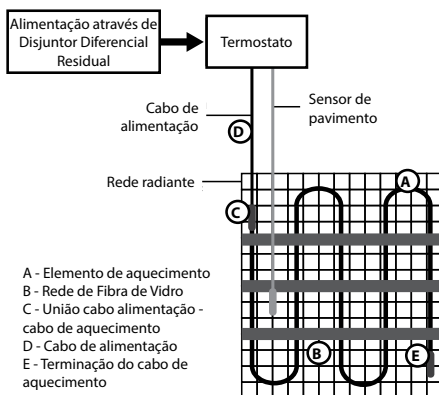 Alimentação através de
Disjuntor Diferencial
Residual
Termostato
Cabo de
alimentação
Sensor de
pavimento
D
Rede radiante
A
C
A - Elemento de aquecimento
B - Rede de Fibra de Vidro
C - União cabo alimentação -
cabo de aquecimento
D - Cabo de alimentação
E - Terminação do cabo de
aquecimento
B
E